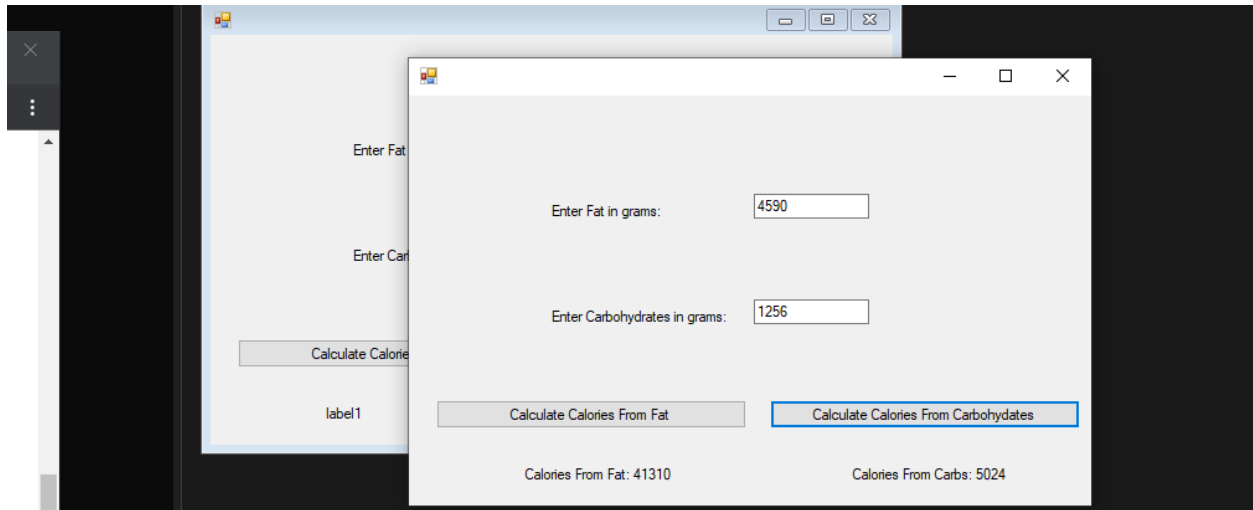 Enter Fat
Enter Carl
Calculate Calorie
label1
Enter Fat in grams:
4590
Enter Carbohydrates in grams:
1256
Calculate Calories From Fat
Calculate Calories From Carbohydates
Calories From Fat: 41310
Calories From Carbs: 5024